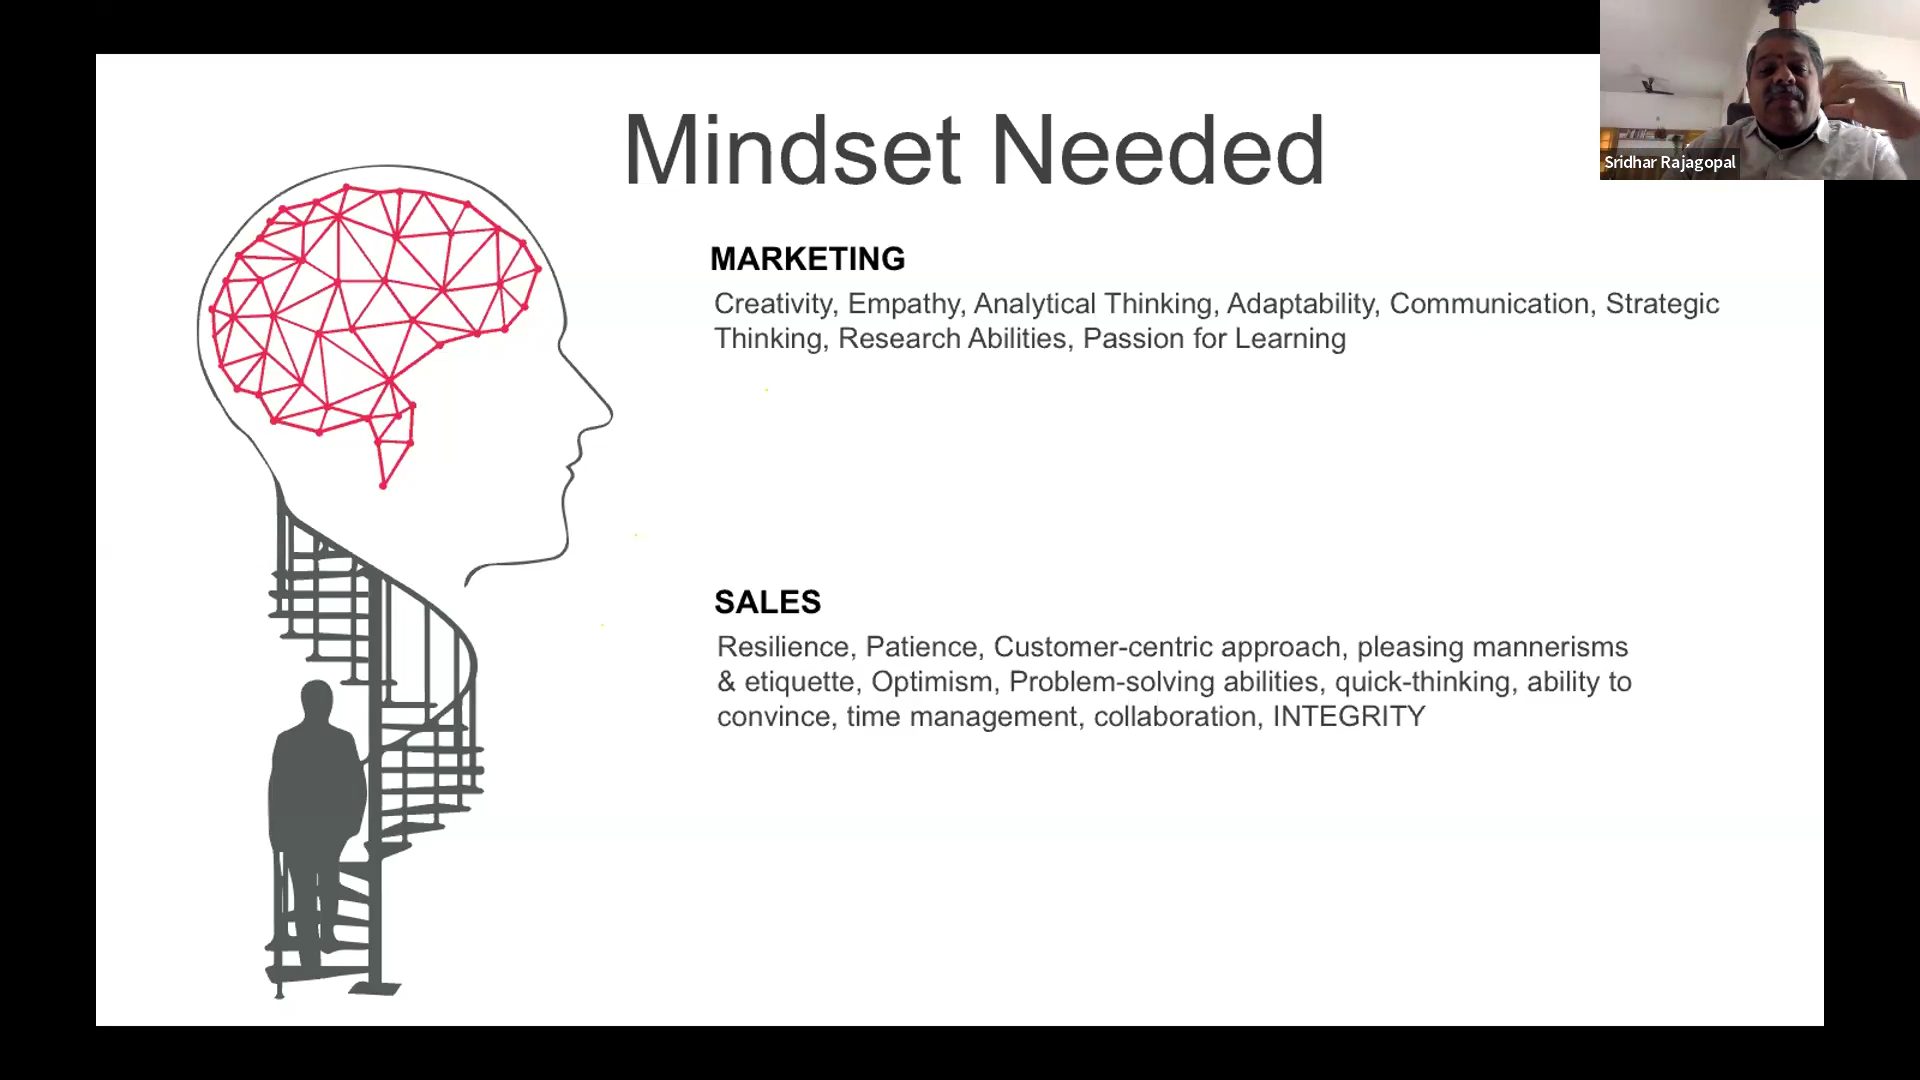 Mindset Needed
Sridhar Rajagopal
MARKETING
Creativity, Empathy, Analytical Thinking, Adaptability, Communication, Strategic
Thinking, Research Abilities, Passion for Learning
SALES
Resilience, Patience, Customer-centric approach, pleasing mannerisms
& etiquette, Optimism, Problem-solving abilities, quick-thinking, ability to
convince, time management, collaboration, INTEGRITY